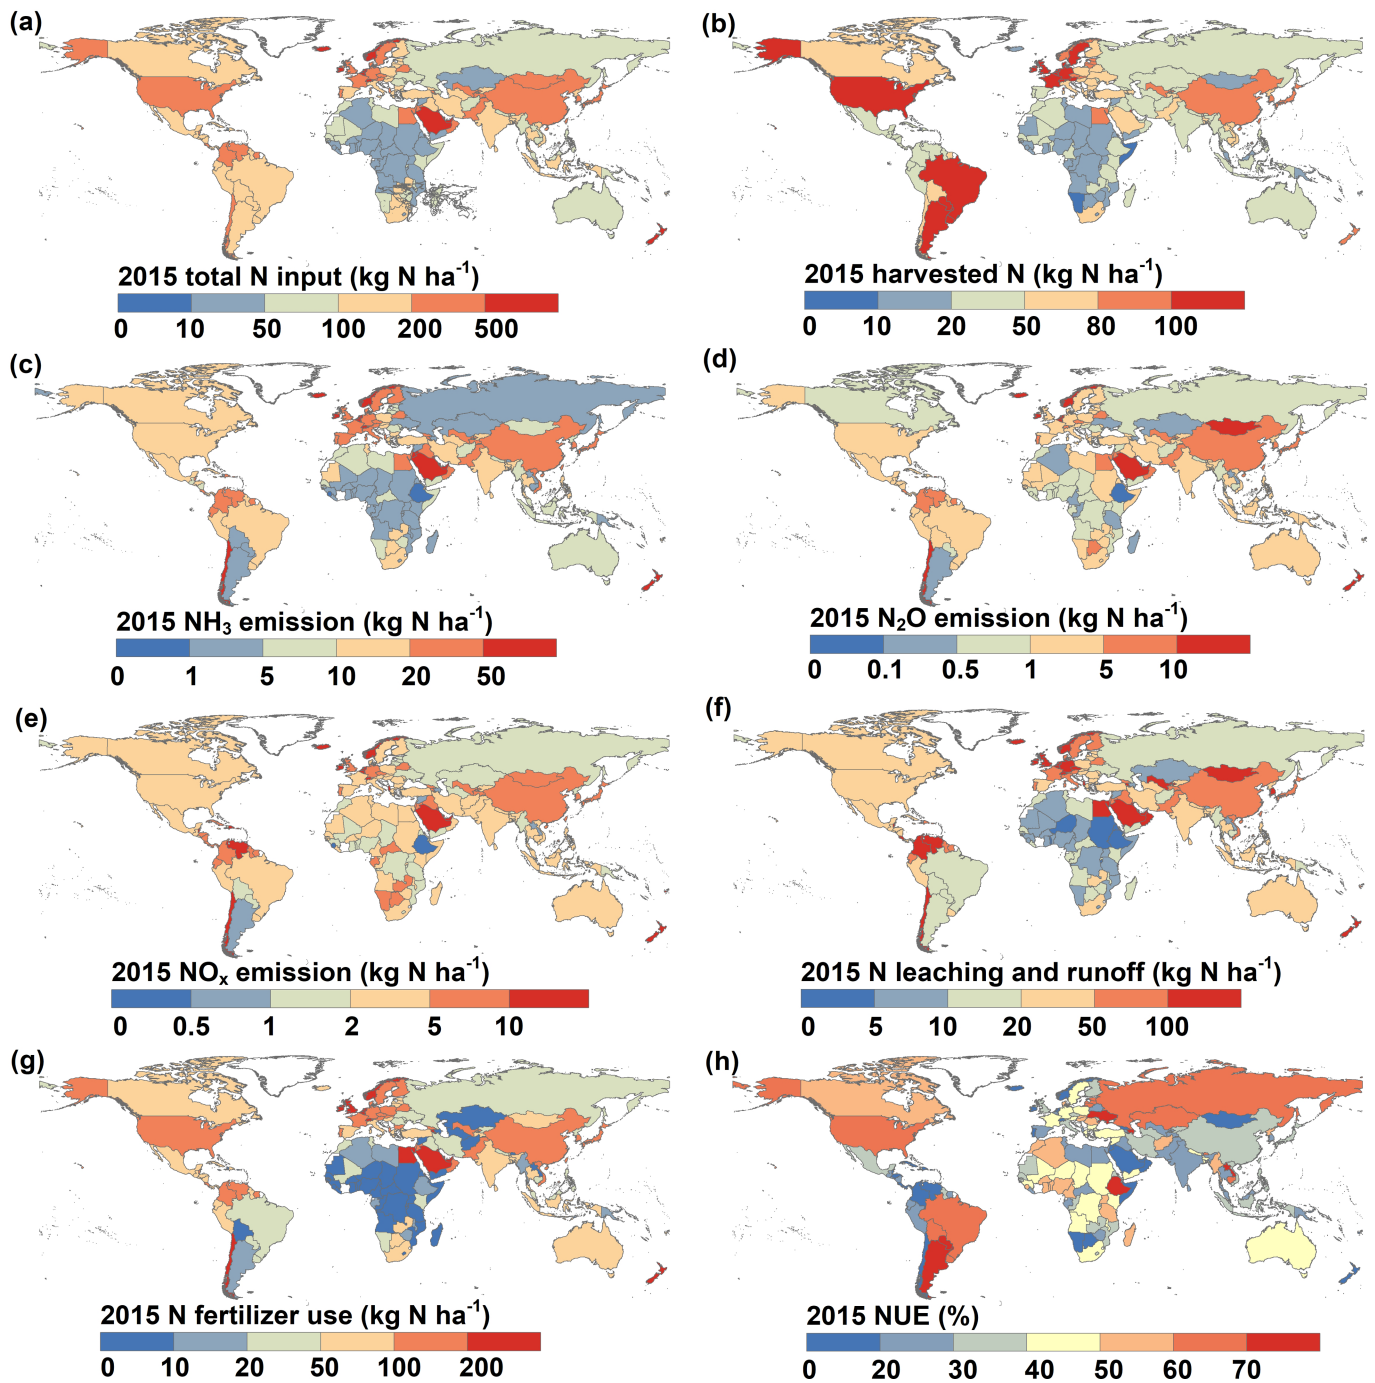 (a)
(b)
2015 total N input (kg N ha⁻¹)
0 10 50 100 200 500
2015 harvested N (kg N ha⁻¹)
0 10 20 50 80 100
(c)
(d)
2015 NH₃ emission (kg N ha⁻¹)
0 1 5 10 20 50
2015 N₂O emission (kg N ha⁻¹)
0 0.1 0.5 1 5 10
(e)
(f)
2015 NOₓ emission (kg N ha⁻¹)
0 0.5 1 2 5 10
2015 N leaching and runoff (kg N ha⁻¹)
0 5 10 20 50 100
(g)
(h)
2015 N fertilizer use (kg N ha⁻¹)
0 10 20 50 100 200
2015 NUE (%)
0 20 30 40 50 60 70